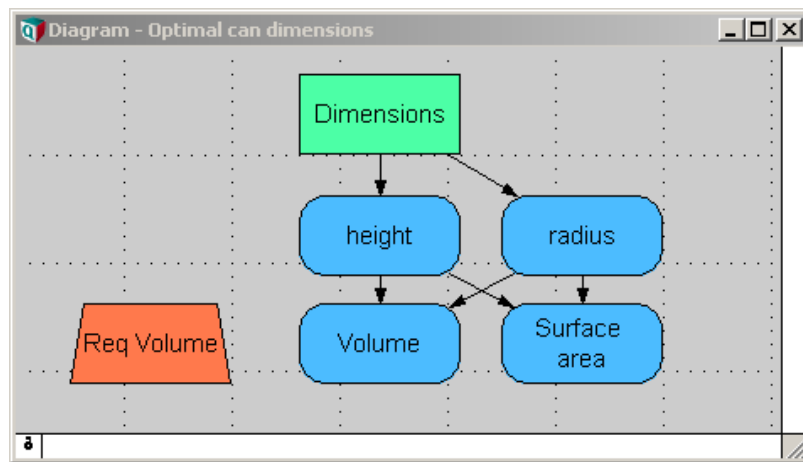 Diagram - Optimal can dimensions
Dimensions
height
radius
Req Volume
Volume
Surface
area